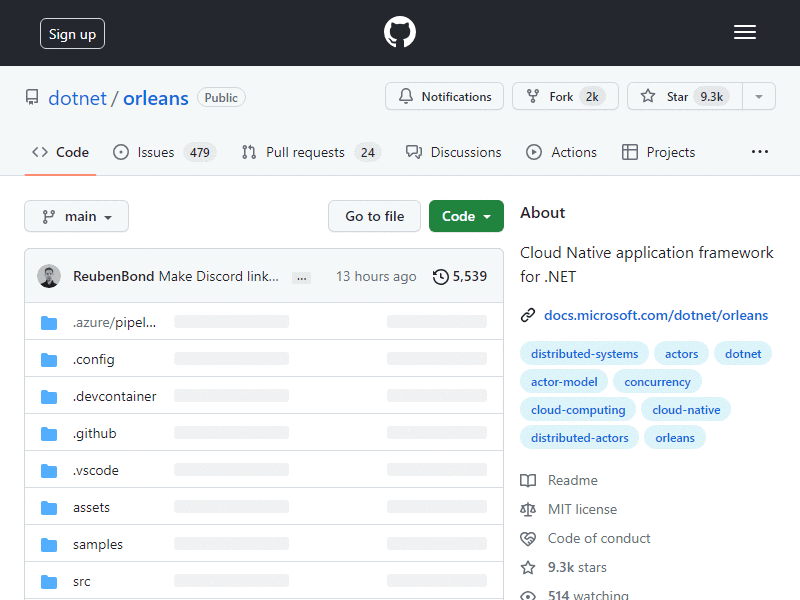 Sign up
dotnet / orleans Public
Notifications Fork 2k Star 9.3k
Code Issues 479 Pull requests 24 Discussions Actions Projects ...
main Go to file Code
About
Cloud Native application framework
for .NET
docs.microsoft.com/dotnet/orleans
distributed-systems actors dotnet
actor-model concurrency
cloud-computing cloud-native
distributed-actors orleans
Readme
MIT license
Code of conduct
9.3k stars
514 watching
ReubenBond Make Discord link... ... 13 hours ago 5,539
.azure/pipel...
.config
.devcontainer
.github
.vscode
assets
samples
src